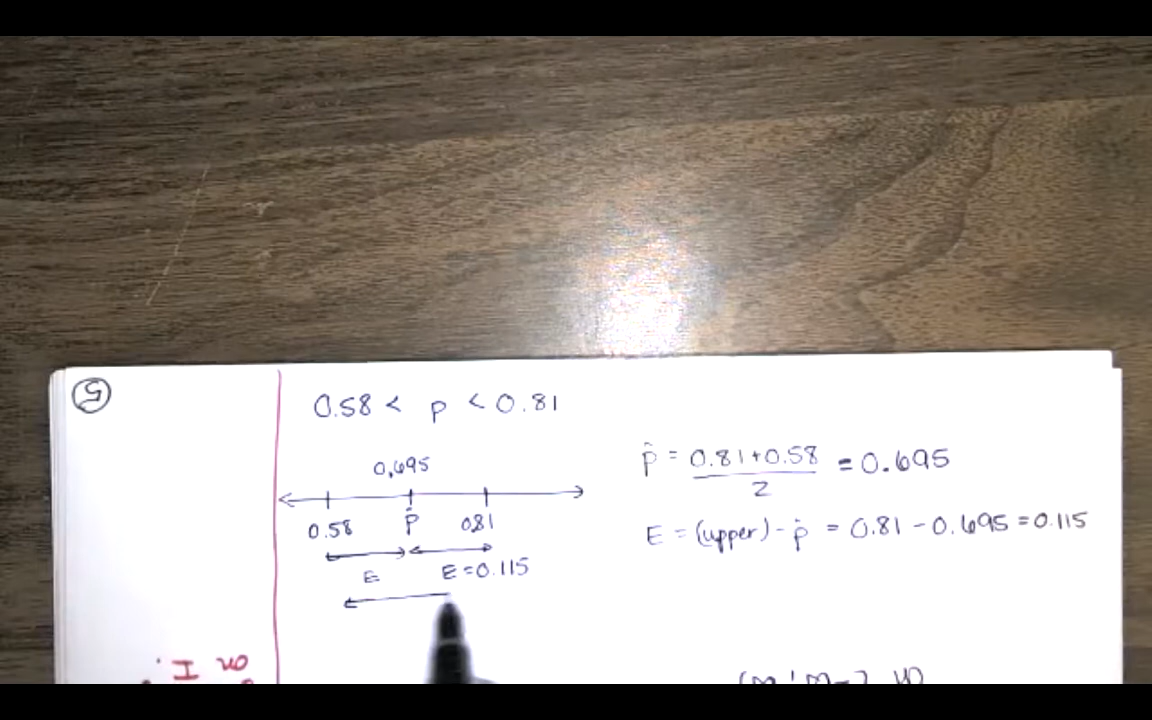 5
0.58 < p < 0.81
0.695
0.58 p̂ 0.81
E E = 0.115
p̂ = 0.81 + 0.58 / 2 = 0.695
E = (upper) - p̂ = 0.81 - 0.695 = 0.115